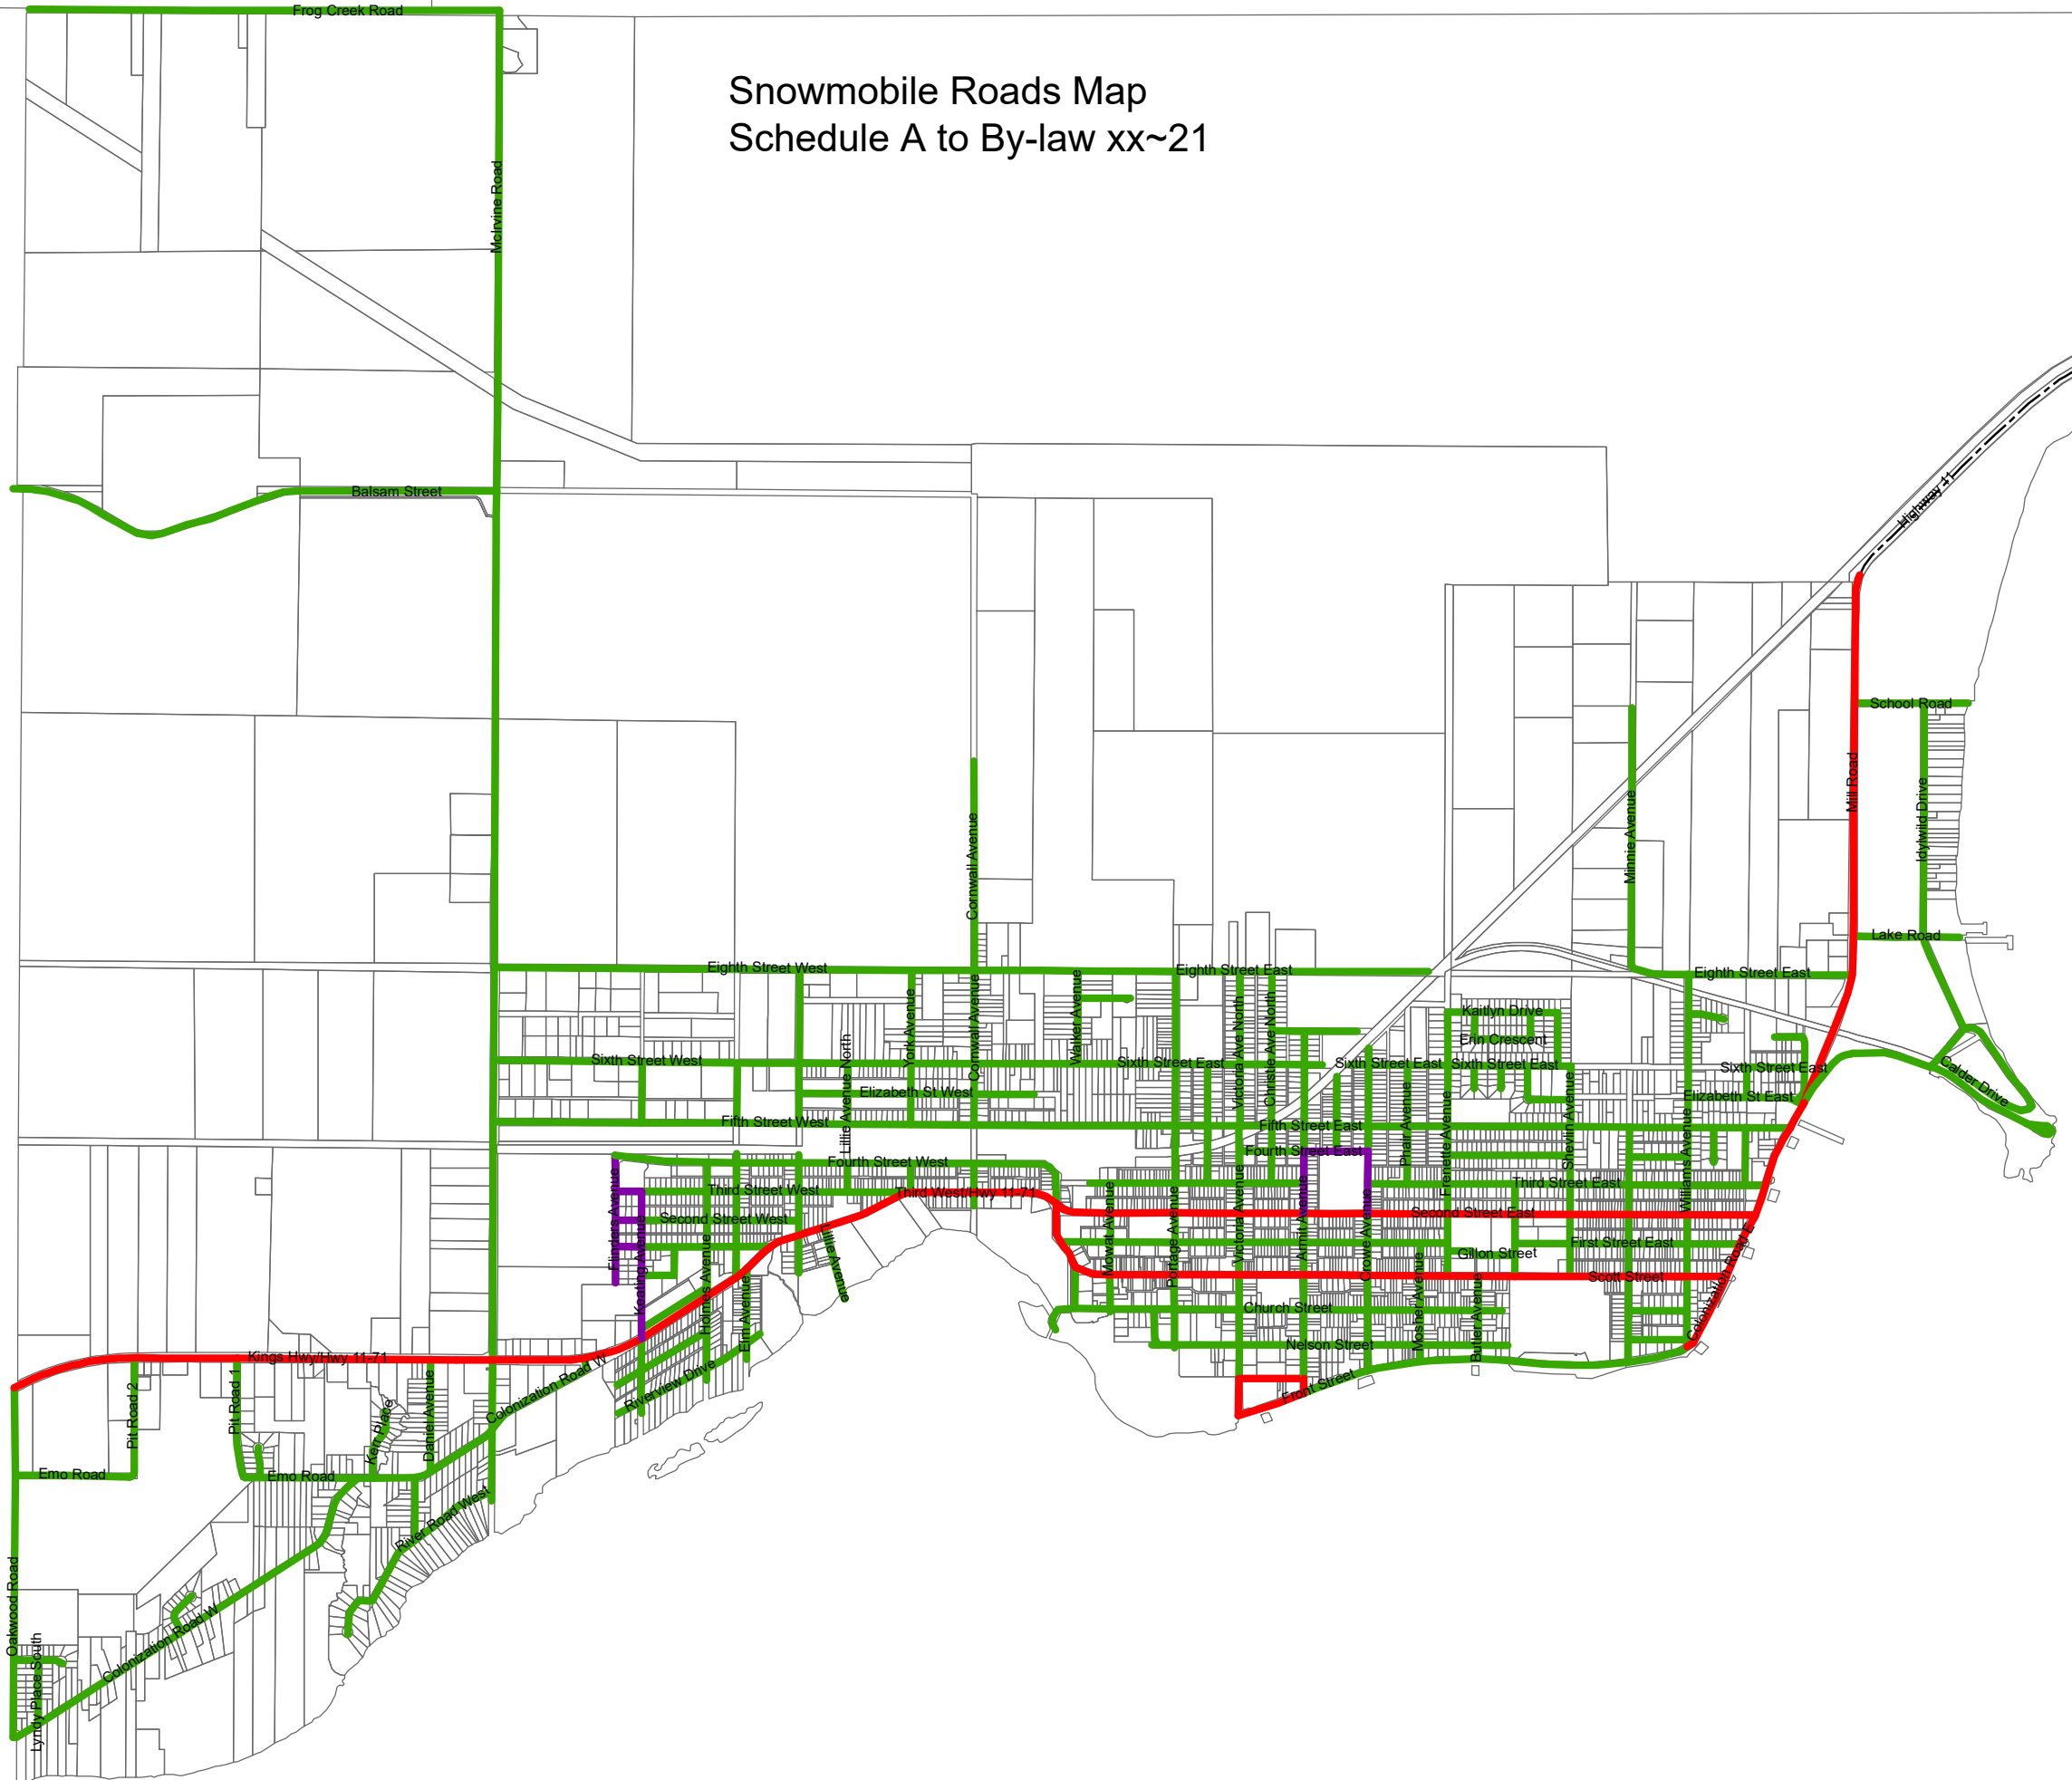 Frog Creek Road
Snowmobile Roads Map
Schedule A to By-law xx~21
McIrvine Road
Balsam Street
Highway 11
School Road
Mill Road
Idylwild Drive
Minnie Avenue
Cornwall Avenue
Lake Road
Eighth Street West
Eighth Street East
Eighth Street East
Kaitlyn Drive
York Avenue
Cornwall Avenue
Walker Avenue
Victoria Ave North
Christie Ave North
Erin Crescent
Sixth Street West
Sixth Street East
Sixth Street East
Sixth Street East
Sixth Street East
Calder Drive
Lillie Avenue North
Elizabeth St West
Elizabeth St East
Phair Avenue
Frenette Avenue
Shevlin Avenue
Williams Avenue
Fifth Street West
Fifth Street East
Fourth Street West
Fourth Street East
Third Street West
Third West/Hwy 11-71
Third Street East
Flinders Avenue
Keating Avenue
Second Street West
Second Street East
Lillie Avenue
Holmes Avenue
Elm Avenue
Mowat Avenue
Portage Avenue
Victoria Avenue
Armit Avenue
Crowe Avenue
Mosher Avenue
Butler Avenue
Gillon Street
First Street East
Scott Street
Colonization Road E
Church Street
Nelson Street
Front Street
Kings Hwy/Hwy 11-71
Colonization Road W
Riverview Drive
Pit Road 2
Pit Road 1
Kerr Place
Daniel Avenue
Emo Road
Emo Road
River Road West
Oakwood Road
Lyndy Place South
Colonization Road W